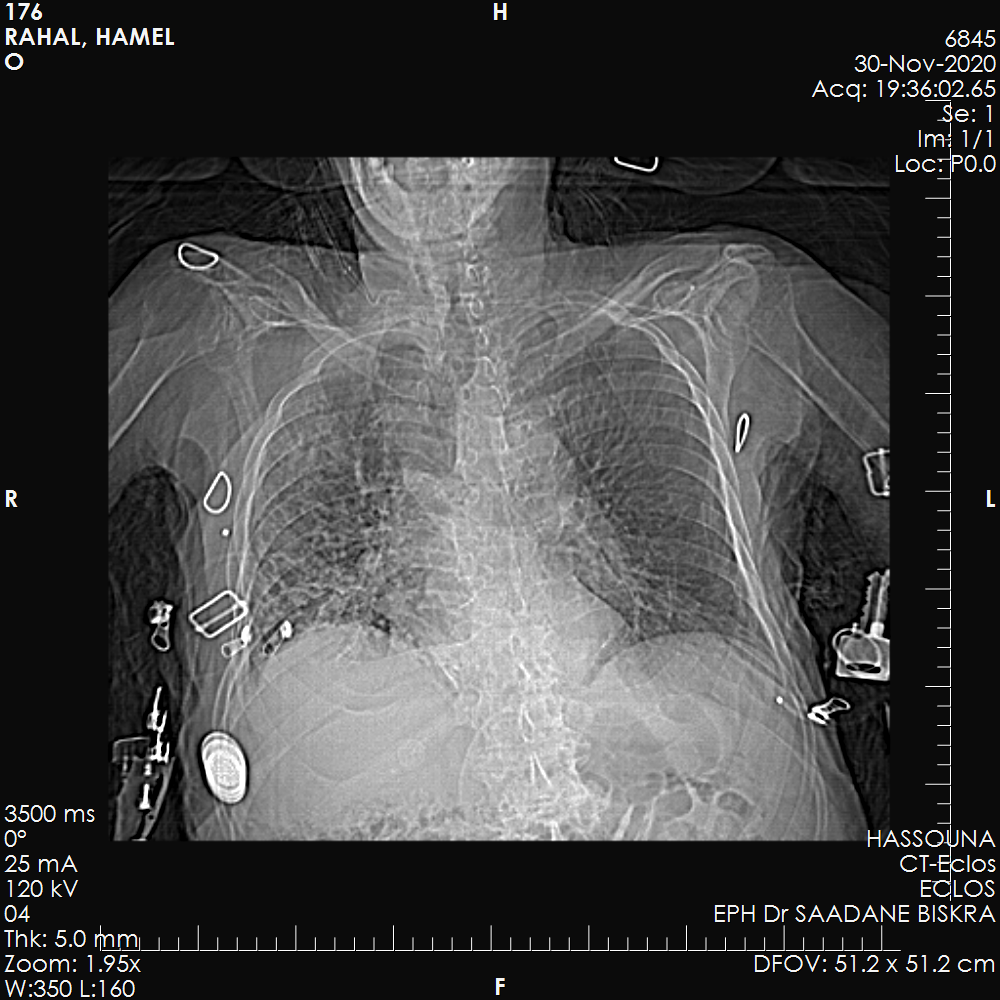 176
RAHAL, HAMEL
O
H
6845
30-Nov-2020
Acq: 19:36:02.65
Se: 1
Im: 1/1
Loc: P0.0
R
L
3500 ms
0°
25 mA
120 kV
04
Thk: 5.0 mm
Zoom: 1.95x
W:350 L:160
F
HASSOUNA
CT-Eclos
ECLOS
EPH Dr SAADANE BISKRA
DFOV: 51.2 x 51.2 cm